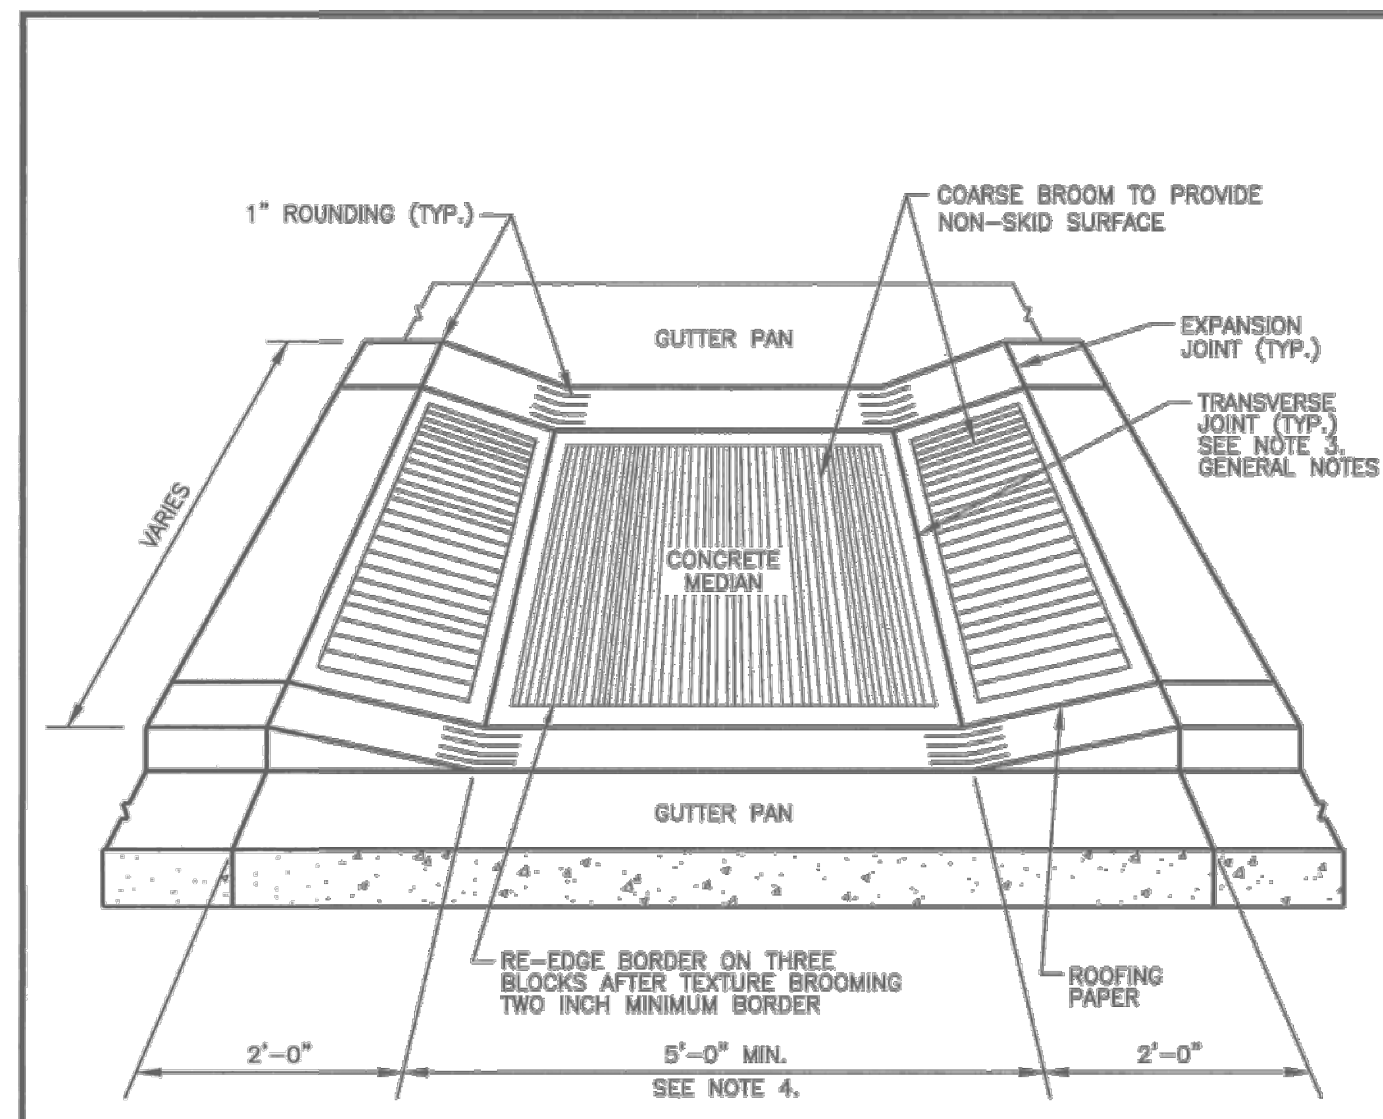 1" ROUNDING (TYP.)
COARSE BROOM TO PROVIDE
NON-SKID SURFACE
GUTTER PAN
EXPANSION
JOINT (TYP.)
TRANSVERSE
JOINT (TYP.)
SEE NOTE 3.
GENERAL NOTES
VARIES
CONCRETE
MEDIAN
GUTTER PAN
RE-EDGE BORDER ON THREE
BLOCKS AFTER TEXTURE BROOMING
TWO INCH MINIMUM BORDER
ROOFING
PAPER
2'-0"
5'-0" MIN.
2'-0"
SEE NOTE 4.